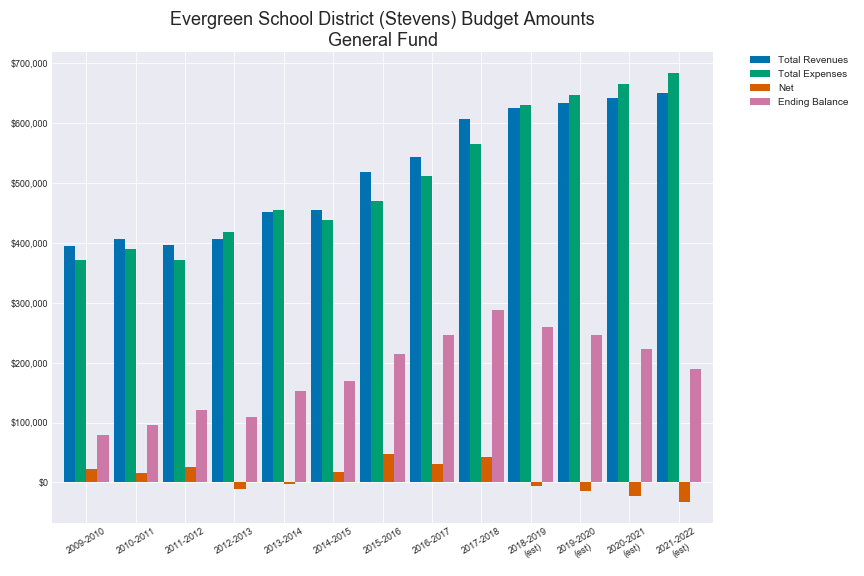 Evergreen School District (Stevens) Budget Amounts
General Fund
Total Revenues
Total Expenses
Net
Ending Balance
$700,000
$600,000
$500,000
$400,000
$300,000
$200,000
$100,000
$0
2009-2010
2010-2011
2011-2012
2012-2013
2013-2014
2014-2015
2015-2016
2016-2017
2017-2018
2018-2019
(est)
2019-2020
(est)
2020-2021
(est)
2021-2022
(est)